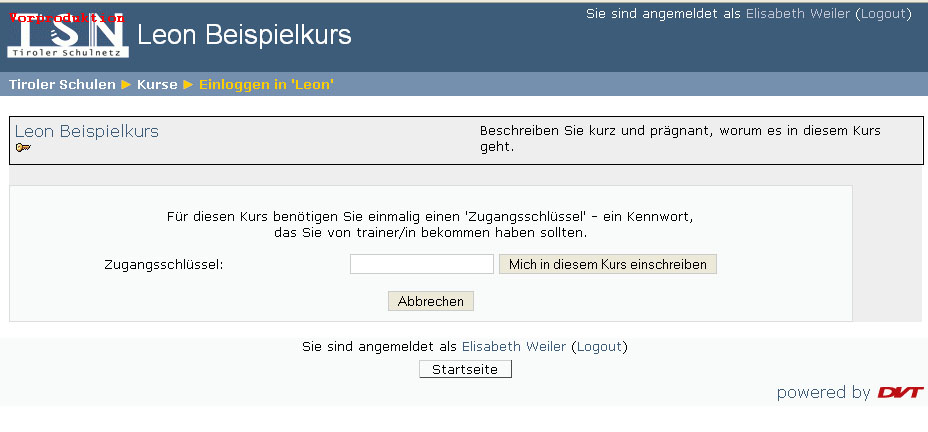 Vorproduktion
TSN
Tiroler Schulnetz
Leon Beispielkurs
Sie sind angemeldet als Elisabeth Weiler (Logout)
Tiroler Schulen ► Kurse ► Einloggen in 'Leon'
Leon Beispielkurs
Beschreiben Sie kurz und prägnant, worum es in diesem Kurs
geht.
Für diesen Kurs benötigen Sie einmalig einen 'Zugangsschlüssel' - ein Kennwort,
das Sie von trainer/in bekommen haben sollten.
Zugangsschlüssel: Mich in diesem Kurs einschreiben
Abbrechen
Sie sind angemeldet als Elisabeth Weiler (Logout)
Startseite
powered by DVT